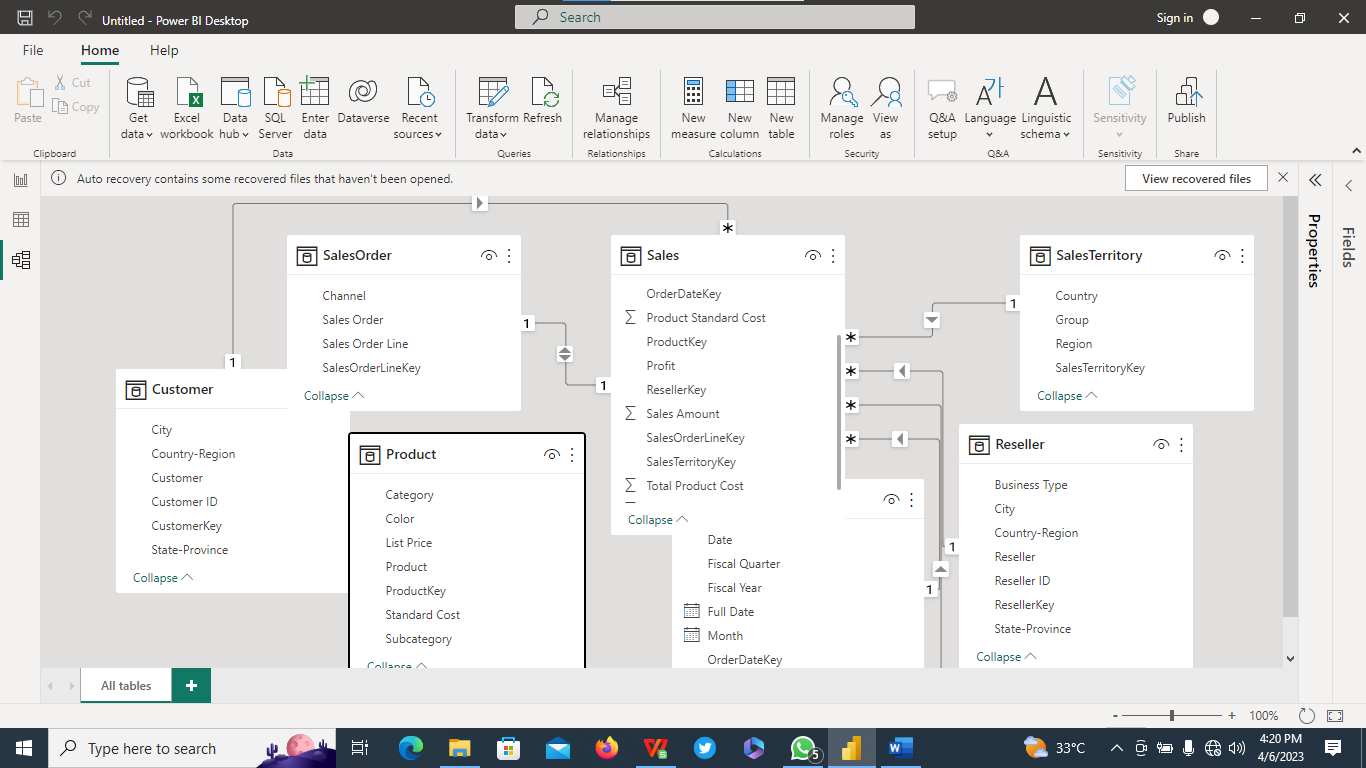 Untitled - Power BI Desktop
Search
Sign in
File
Home
Help
Paste
Cut
Copy
Clipboard
Get data
Excel workbook
Data hub
SQL Server
Enter data
Dataverse
Recent sources
Data
Transform data
Refresh
Queries
Manage relationships
Relationships
New measure
New column
New table
Calculations
Manage roles
View as
Security
Q&A setup
Language
Linguistic schema
Q&A
Sensitivity
Sensitivity
Publish
Share
Auto recovery contains some recovered files that haven't been opened.
View recovered files
Properties
Fields
*
SalesOrder
Channel
Sales Order
Sales Order Line
SalesOrderLineKey
Collapse
1
1
1
Customer
City
Country-Region
Customer
Customer ID
CustomerKey
State-Province
Collapse
Product
Category
Color
List Price
Product
ProductKey
Standard Cost
Subcategory
Collapse
Sales
OrderDateKey
Σ Product Standard Cost
ProductKey
Profit
ResellerKey
Σ Sales Amount
SalesOrderLineKey
SalesTerritoryKey
Σ Total Product Cost
Collapse
*
*
*
*
1
1
1
Date
Fiscal Quarter
Fiscal Year
Full Date
Month
OrderDateKey
SalesTerritory
Country
Group
Region
SalesTerritoryKey
Collapse
Reseller
Business Type
City
Country-Region
Reseller
Reseller ID
ResellerKey
State-Province
Collapse
All tables
+
- + 100%
Type here to search
5
33°C
4:20 PM
4/6/2023